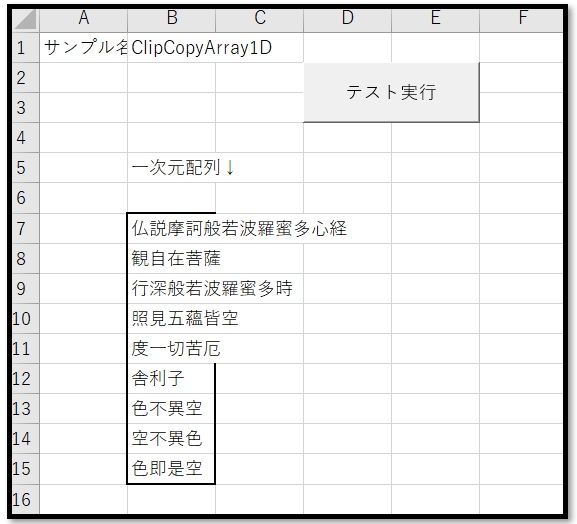 A B C D E F
1 サンプル名 ClipCopyArray1D
2
テスト実行
3
4
5 一次元配列↓
6
7 仏説摩訶般若波羅蜜多心経
8 観自在菩薩
9 行深般若波羅蜜多時
10 照見五蘊皆空
11 度一切苦厄
12 舎利子
13 色不異空
14 空不異色
15 色即是空
16